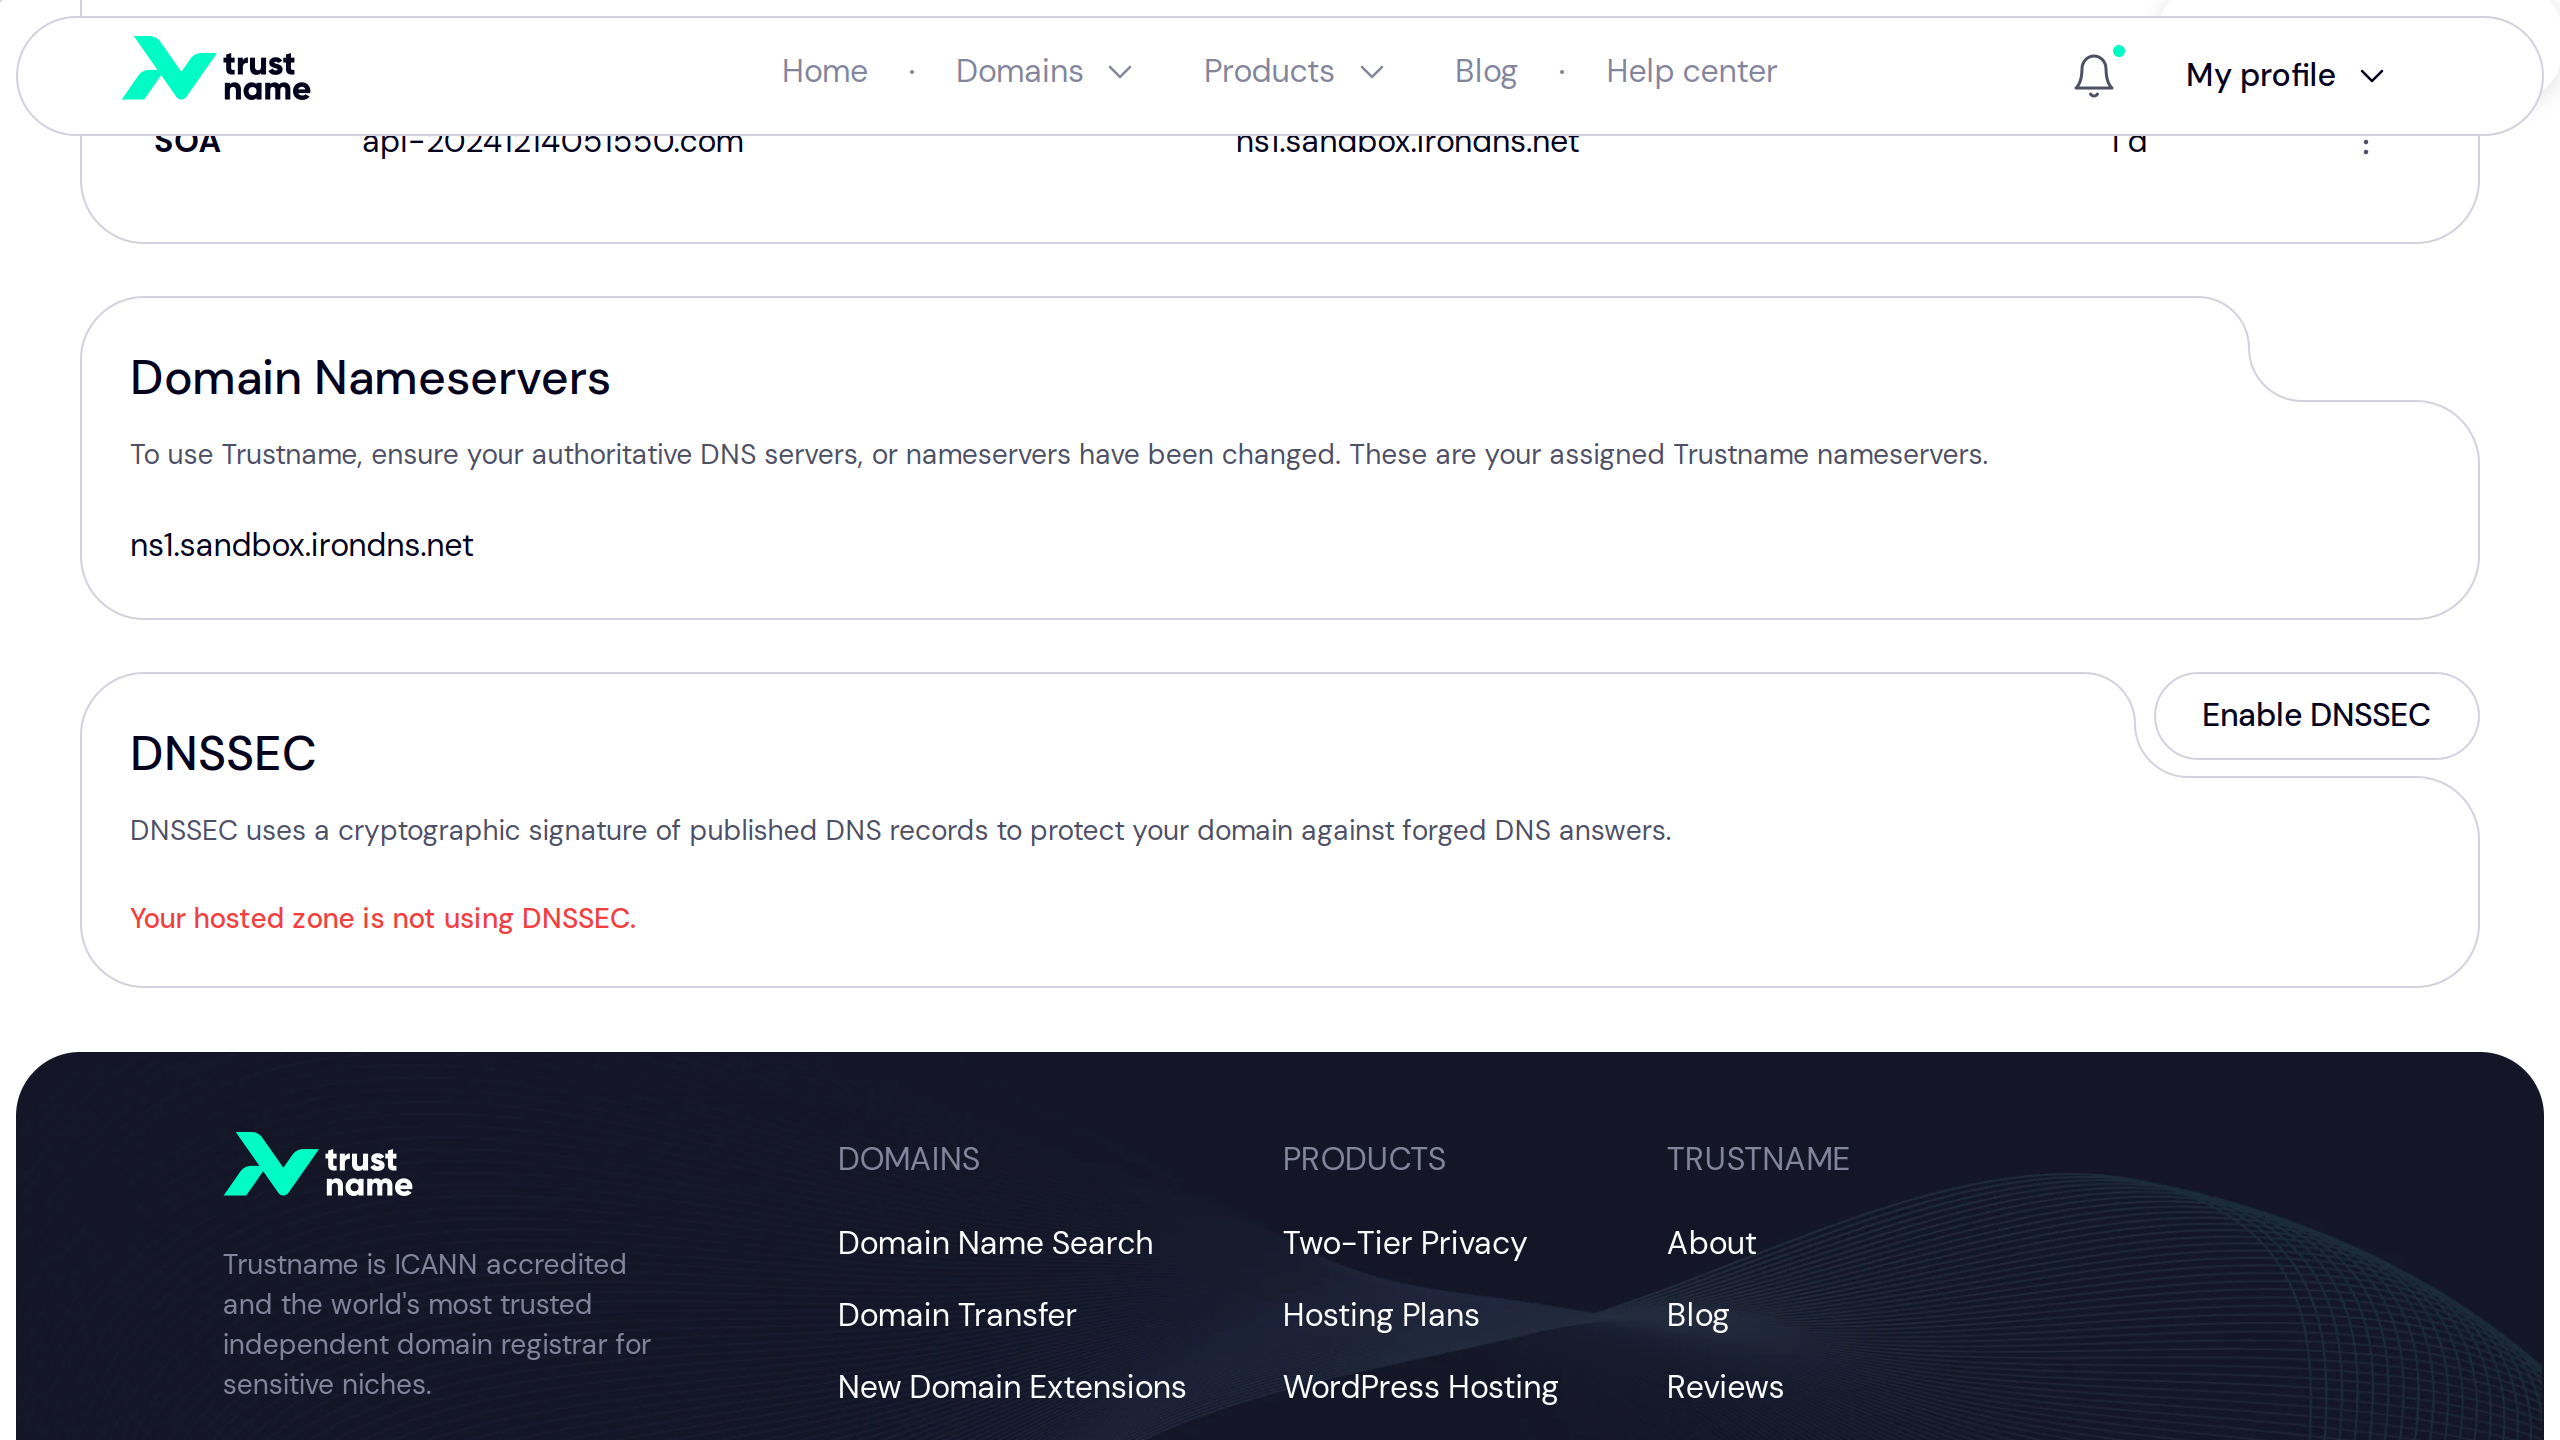 trust
name
Home · Domains Products Blog · Help center
My profile
SOA api-20241214051550.com ns1.sandbox.irondns.net 1 d
Domain Nameservers
To use Trustname, ensure your authoritative DNS servers, or nameservers have been changed. These are your assigned Trustname nameservers.
ns1.sandbox.irondns.net
Enable DNSSEC
DNSSEC
DNSSEC uses a cryptographic signature of published DNS records to protect your domain against forged DNS answers.
Your hosted zone is not using DNSSEC.
trust
name
Trustname is ICANN accredited
and the world's most trusted
independent domain registrar for
sensitive niches.
DOMAINS
Domain Name Search
Domain Transfer
New Domain Extensions
PRODUCTS
Two-Tier Privacy
Hosting Plans
WordPress Hosting
TRUSTNAME
About
Blog
Reviews